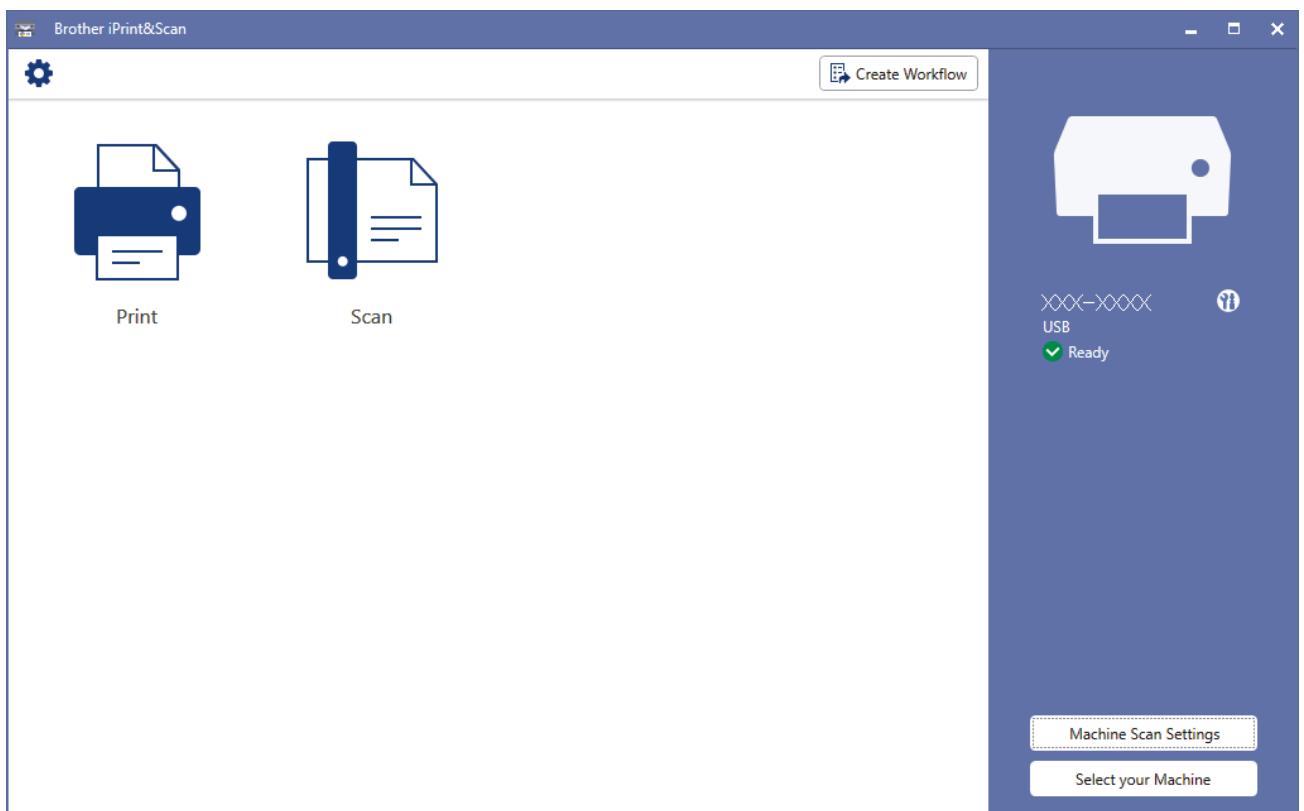 Brother iPrint&Scan
Create Workflow
Print
Scan
XXX-XXXX
USB
Ready
Machine Scan Settings
Select your Machine